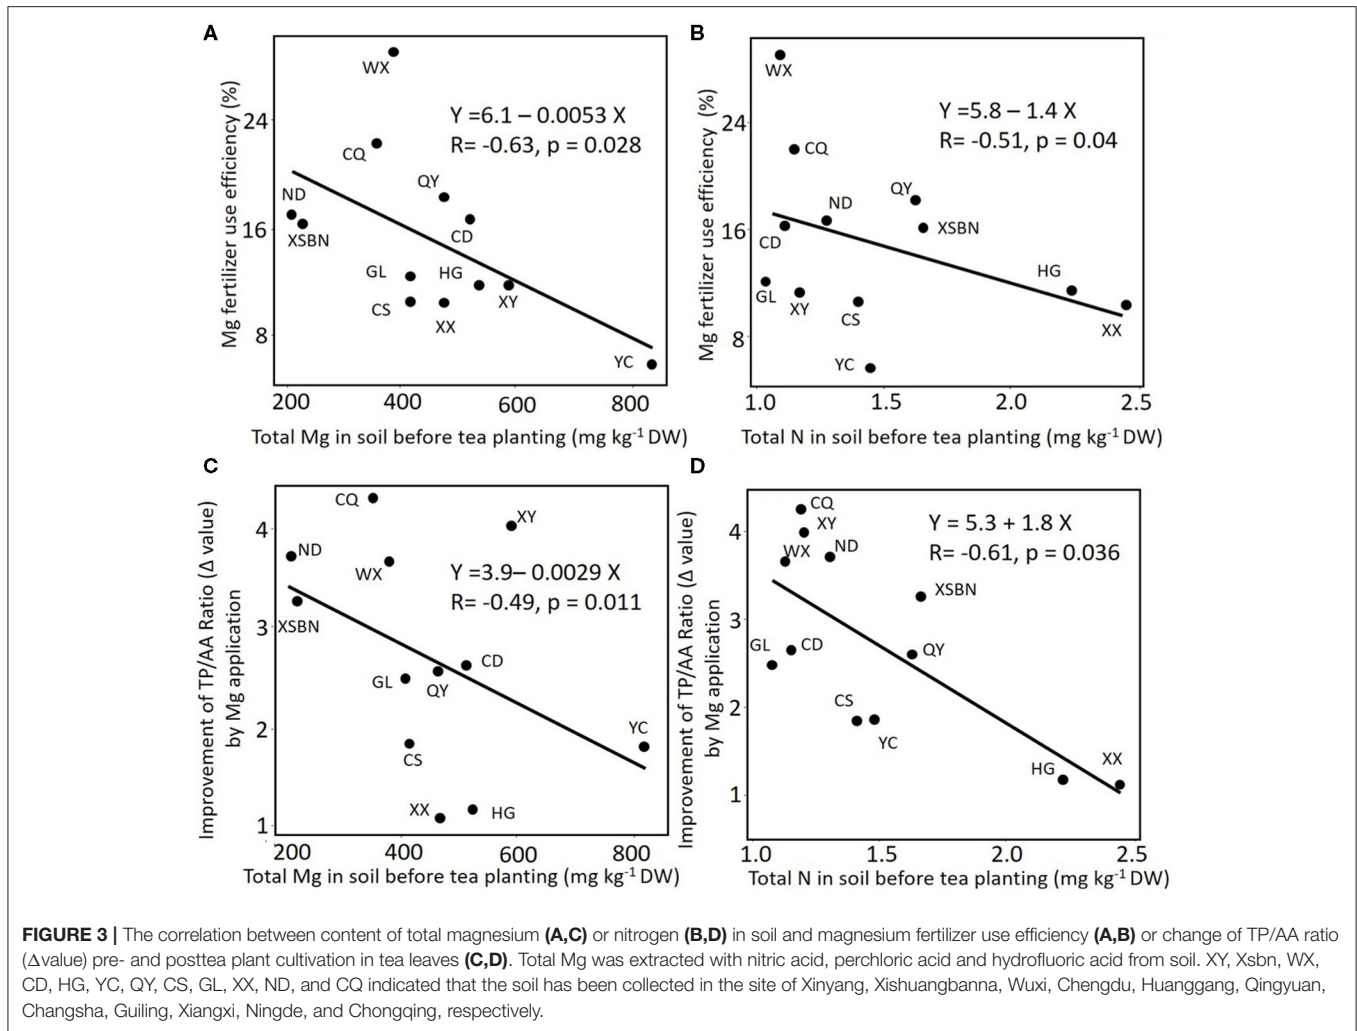 A
Mg fertilizer use efficiency (%)
24
16
8
WX
CQ
Y =6.1 – 0.0053 X
R= -0.63, p = 0.028
ND
XSBN
QY
CD
GL
HG
CS
XX
XY
YC
200 400 600 800
Total Mg in soil before tea planting (mg kg-1 DW)
B
Mg fertilizer use efficiency (%)
24
16
8
WX
CQ
Y =5.8 – 1.4 X
R= -0.51, p = 0.04
ND
QY
CD
XSBN
GL
XY
CS
HG
XX
YC
1.0 1.5 2.0 2.5
Total N in soil before tea planting (mg kg-1 DW)
C
Improvement of TP/AA Ratio (Δ value)
by Mg application
4
3
2
1
CQ
XY
ND
WX
Y =3.9– 0.0029 X
R= -0.49, p = 0.011
XSBN
CD
GL
QY
YC
CS
XX
HG
200 400 600 800
Total Mg in soil before tea planting (mg kg-1 DW)
D
Improvement of TP/AA Ratio (Δ value)
by Mg application
4
3
2
1
CQ
XY
WX
ND
Y = 5.3 + 1.8 X
R= -0.61, p = 0.036
XSBN
GL
CD
QY
CS
YC
HG
XX
1.0 1.5 2.0 2.5
Total N in soil before tea planting (mg kg-1 DW)
FIGURE 3 | The correlation between content of total magnesium (A,C) or nitrogen (B,D) in soil and magnesium fertilizer use efficiency (A,B) or change of TP/AA ratio
(Δvalue) pre- and posttea plant cultivation in tea leaves (C,D). Total Mg was extracted with nitric acid, perchloric acid and hydrofluoric acid from soil. XY, Xsbn, WX,
CD, HG, YC, QY, CS, GL, XX, ND, and CQ indicated that the soil has been collected in the site of Xinyang, Xishuangbanna, Wuxi, Chengdu, Huanggang, Qingyuan,
Changsha, Guiling, Xiangxi, Ningde, and Chongqing, respectively.